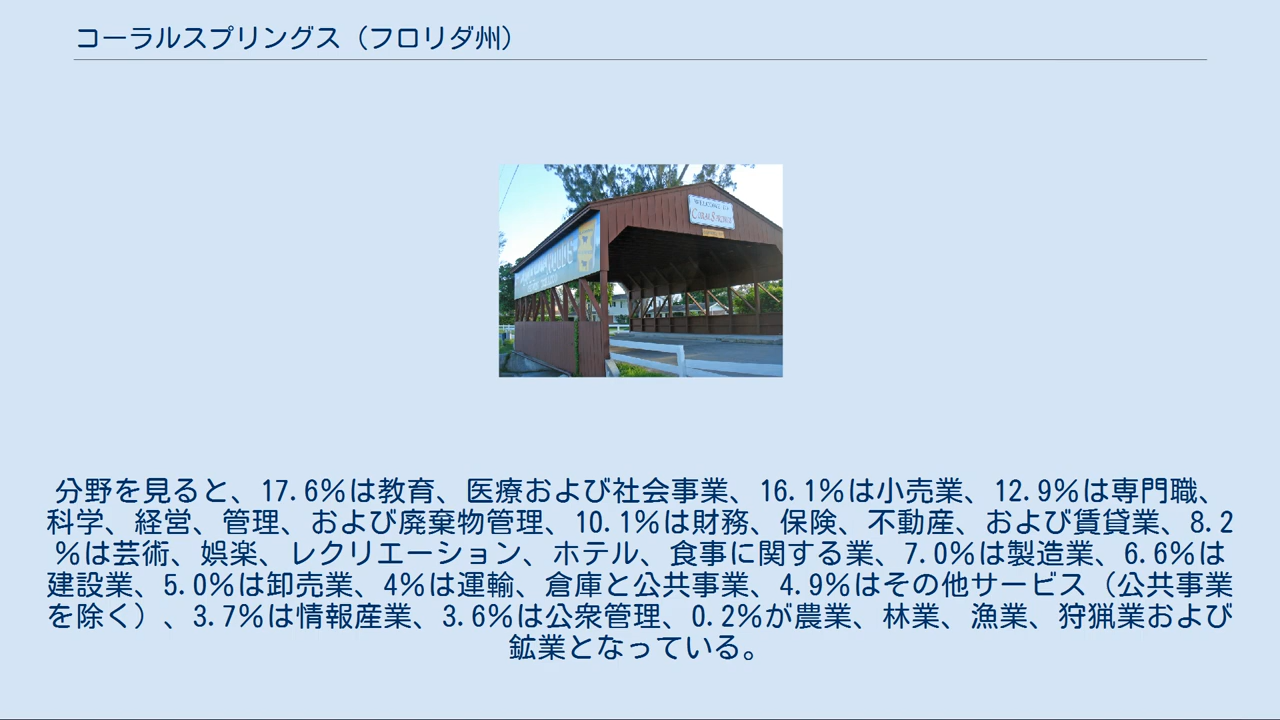 コーラルスプリングス（フロリダ州）
WELCOME TO
CORAL SPRINGS
分野を見ると、17.6%は教育、医療および社会事業、16.1%は小売業、12.9%は専門職、
科学、経営、管理、および廃棄物管理、10.1%は財務、保険、不動産、および賃貸業、8.2
%は芸術、娯楽、レクリエーション、ホテル、食事に関する業、7.0%は製造業、6.6%は
建設業、5.0%は卸売業、4%は運輸、倉庫と公共事業、4.9%はその他サービス（公共事業
を除く）、3.7%は情報産業、3.6%は公衆管理、0.2%が農業、林業、漁業、狩猟業および
鉱業となっている。